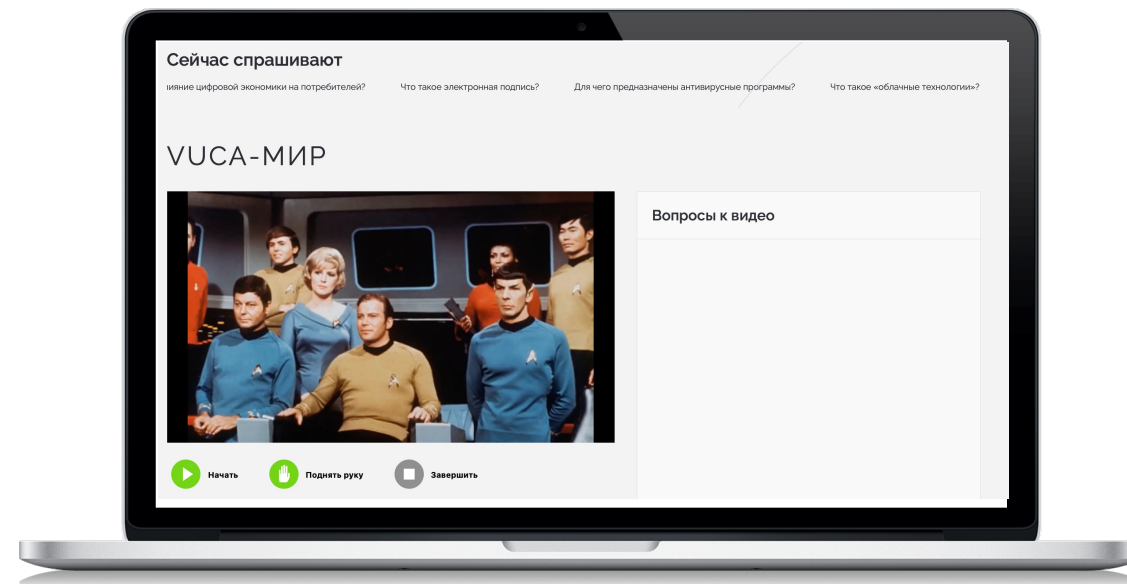 Сейчас спрашивают
ияние цифровой экономики на потребителей? Что такое электронная подпись? Для чего предназначены антивирусные программы? Что такое «облачные технологии»?
VUCA-МИР
Вопросы к видео
Начать Поднять руку Завершить